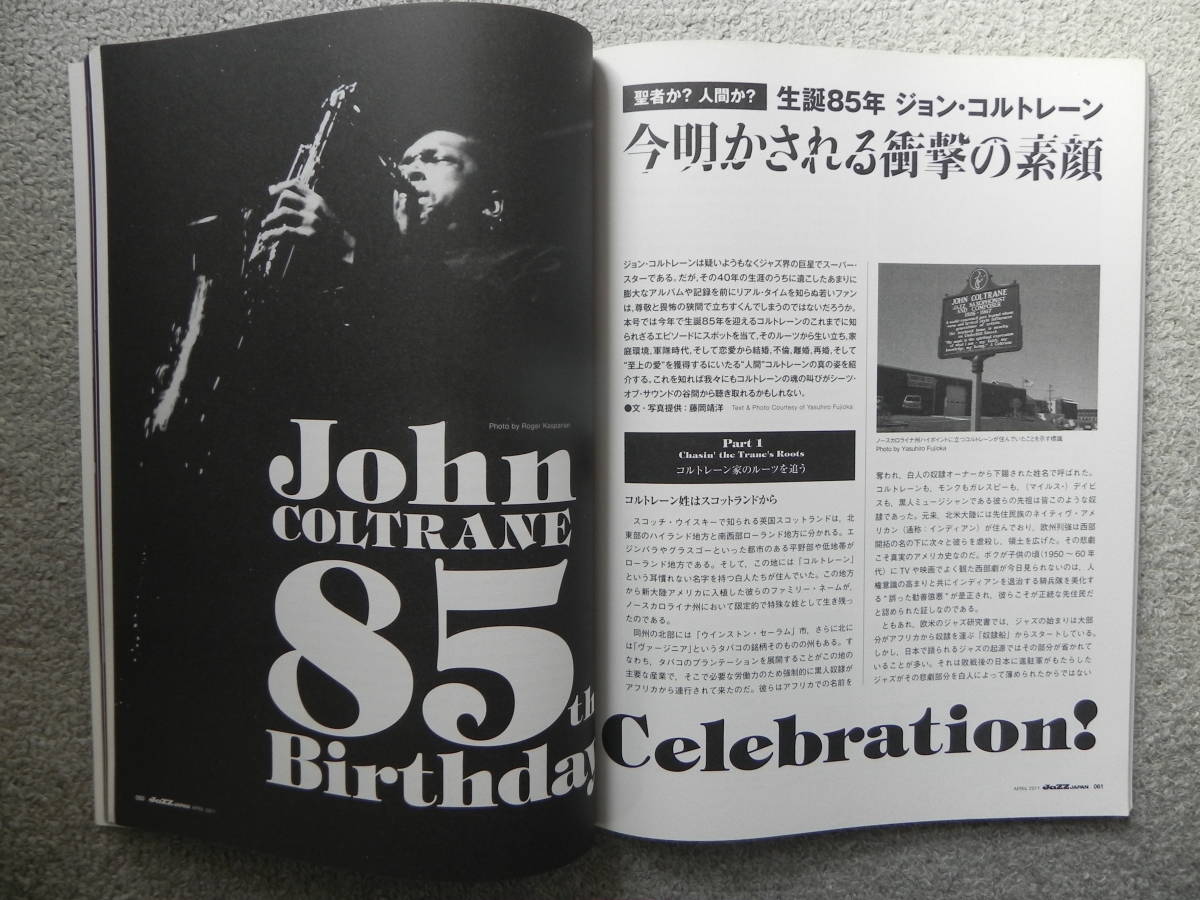 Photo by Roger Kasparian
John
COLTRANE
85th
Birthday
060 JaZZ JAPAN APRIL 2011
聖者か? 人間か? 生誕85年 ジョン・コルトレーン
今明かされる衝撃の素顔
ジョン・コルトレーンは疑いようもなくジャズ界の巨星でスーパー・
スターである。だが、その40年の生涯のうちに遺こしたあまりに
膨大なアルバムや記録を前にリアル・タイムを知らぬ若いファン
は、尊敬と畏怖の狭間で立ちすくんでしまうのではないだろうか。
本号では今年で生誕85年を迎えるコルトレーンのこれまでに知
られざるエピソードにスポットを当て、そのルーツから生い立ち、家
庭環境、軍隊時代、そして恋愛から結婚、不倫、離婚、再婚、そして
“至上の愛”を獲得するにいたる“人間”コルトレーンの真の姿を紹
介する。これを知れば我々にもコルトレーンの魂の叫びがシーツ・
オブ・サウンドの谷間から聴き取れるかもしれない。
●文・写真提供:藤岡靖洋 Text & Photo Courtesy of Yasuhiro Fujioka
Part 1
Chasin' the Trane's Roots
コルトレーン家のルーツを追う
コルトレーン姓はスコットランドから
スコッチ・ウイスキーで知られる英国スコットランドは、北
東部のハイランド地方と南西部ローランド地方に分かれる。エ
ジンバラやグラスゴーといった都市のある平野部や低地帯が
ローランド地方である。そして、この地には「コルトレーン」
という耳慣れない名字を持つ白人たちが住んでいた。この地方
から新大陸アメリカに入植した彼らのファミリー・ネームが、
ノースカロライナ州において限定的で特殊な姓として生き残っ
たのである。
同州の北部には「ウインストン・セーラム」市、さらに北に
は「ヴァージニア」というタバコの銘柄そのものの州もある。す
なわち、タバコのプランテーションを展開することがこの地の
主要な産業で、そこで必要な労働力のため強制的に黒人奴隷が
アフリカから連行されて来たのだ。彼らはアフリカでの名前を
JOHN COLTRANE
JAZZ SAXOPHONIST
AND COMPOSER
1926 - 1967
ノースカロライナ州ハイポイントに立つコルトレーンが住んでいたことを示す標識
Photo by Yasuhiro Fujioka
奪われ、白人の奴隷オーナーから下賜された姓名で呼ばれた。
コルトレーンも、モンクもガレスピーも、(マイルス・) デイビ
スも、黒人ミュージシャンである彼らの先祖は皆このような奴
隷であった。元来、北米大陸には先住民族のネイティヴ・アメ
リカン (通称:インディアン) が住んでおり、欧州列強は西部
開拓の名の下に次々と彼らを虐殺し、領土を広げた。その悲劇
こそ真実のアメリカ史なのだ。ボクが子供の頃(1950〜60年
代) にTVや映画でよく観た西部劇が今日見られないのは、人
権意識の高まりと共にインディアンを退治する騎兵隊を美化す
る“誤った勧善懲悪”が是正され、彼らこそが正統な先住民だ
と認められた証しなのである。
ともあれ、欧米のジャズ研究書では、ジャズの始まりは大部
分がアフリカから奴隷を運ぶ「奴隷船」からスタートしている。
しかし、日本で語られるジャズの起源ではその部分が省かれて
いることが多い。それは敗戦後の日本に進駐軍がもたらした
ジャズがその悲劇部分を白人によって薄められたからではない
Celebration!
APRIL 2011 JaZZ JAPAN 061